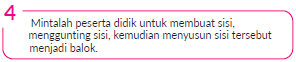 4
Mintalah peserta didik untuk membuat sisi,
menggunting sisi, kemudian menyusun sisi tersebut
menjadi balok.